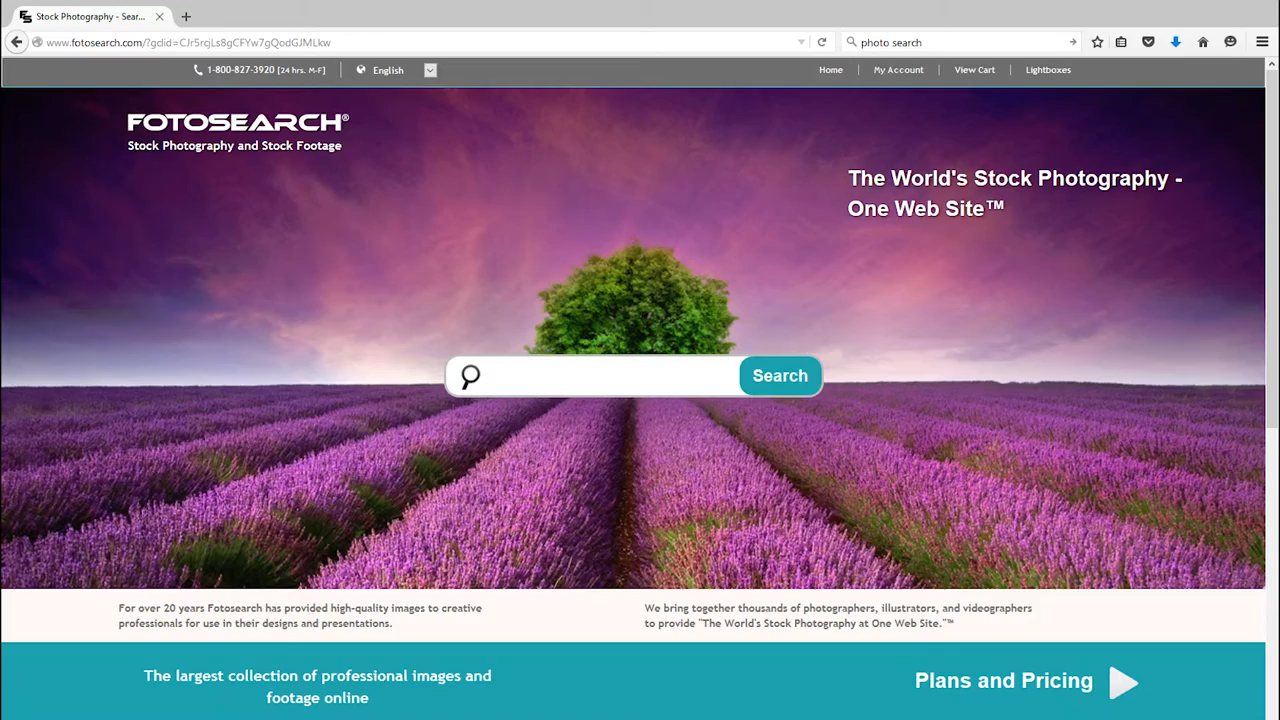 Stock Photography - Sear...
www.fotosearch.com/?gclid=CJr5rcjLs8gCFYw7gQodGJMLkw
photo search
1-800-827-3920 [24 hrs. M-F]
English
Home
My Account
View Cart
Lightboxes
FOTOSEARCH®
Stock Photography and Stock Footage
The World's Stock Photography -
One Web Site™
Search
For over 20 years Fotosearch has provided high-quality images to creative
professionals for use in their designs and presentations.
We bring together thousands of photographers, illustrators, and videographers
to provide "The World's Stock Photography at One Web Site."™
The largest collection of professional images and
footage online
Plans and Pricing